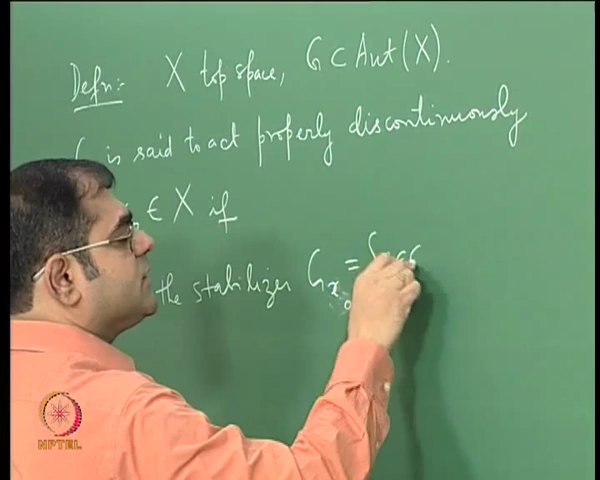 Defn:- X top space, G ⊂ Aut(X).
G is said to act properly discontinuously
∈ X if
the stabilizer G_{x_0} = {g ∈ G
NPTEL